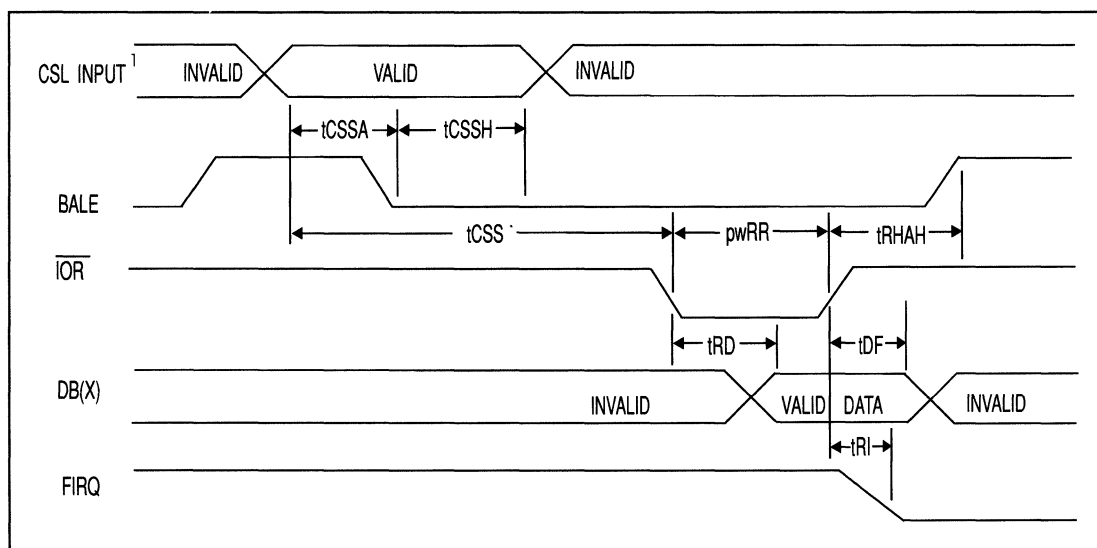 CSL INPUT 1
INVALID VALID INVALID
tCSSA tCSSH
BALE
tCSS pwRR tRHAH
IOR
tRD tDF
DB(X)
INVALID VALID DATA INVALID
tRI
FIRQ